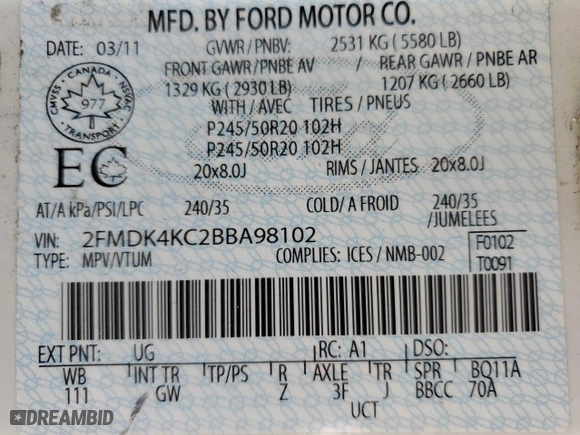 MFD. BY FORD MOTOR CO.
DATE: 03/11 GVWR / PNBV: 2531 KG ( 5580 LB)
FRONT GAWR / PNBE AV / REAR GAWR / PNBE AR
1329 KG ( 2930 LB) 1207 KG ( 2660 LB)
WITH / AVEC TIRES / PNEUS
P245/50R20 102H
P245/50R20 102H
20x8.0J RIMS / JANTES 20x8.0J
CMVSS · CANADA · NSVAC
977
TRANSPORT
EC
AT/A kPa/PSI/LPC 240/35 COLD/ A FROID 240/35
/JUMELEES
VIN: 2FMDK4KC2BBA98102
TYPE: MPV/VTUM COMPLIES: ICES / NMB-002
F0102
T0091
EXT PNT: UG RC: A1 DSO:
WB INT TR TP/PS R AXLE TR SPR BQ11A
111 GW Z 3F J BBCC 70A
UCT
DREAMBID